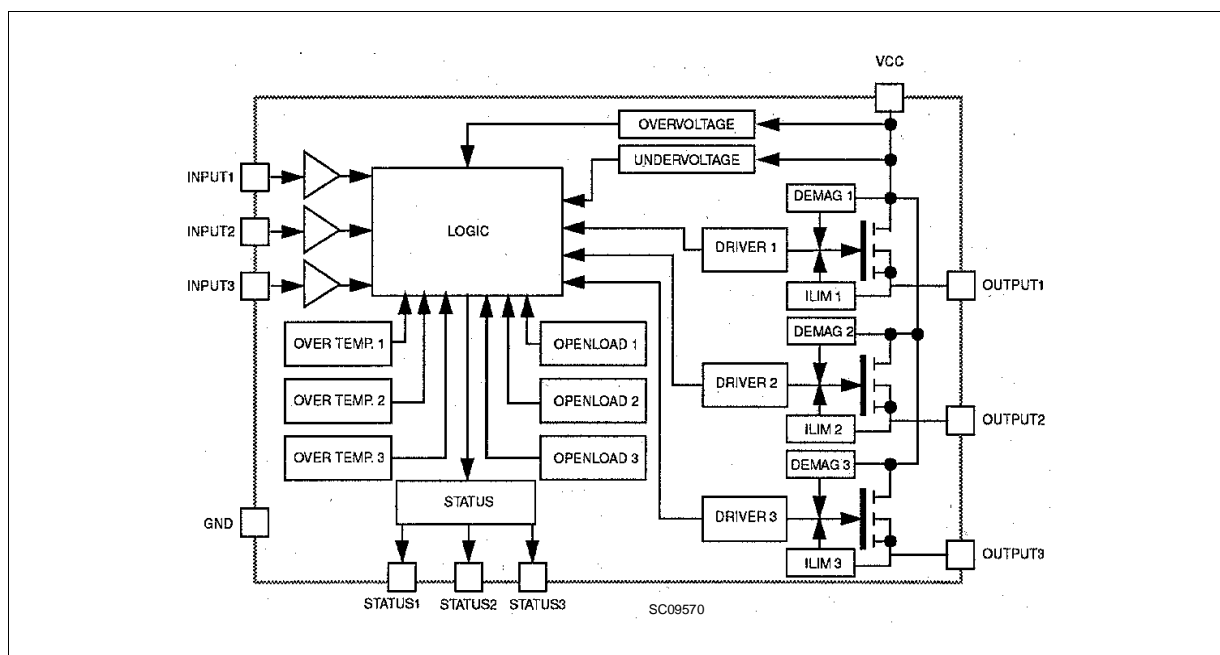 VCC
OVERVOLTAGE
UNDERVOLTAGE
INPUT1
INPUT2
INPUT3
LOGIC
DEMAG 1
DRIVER 1
ILIM 1
OUTPUT1
OVER TEMP. 1
OVER TEMP. 2
OVER TEMP. 3
OPENLOAD 1
OPENLOAD 2
OPENLOAD 3
DEMAG 2
DRIVER 2
ILIM 2
OUTPUT2
DEMAG 3
DRIVER 3
ILIM 3
OUTPUT3
STATUS
GND
STATUS1
STATUS2
STATUS3
SC09570